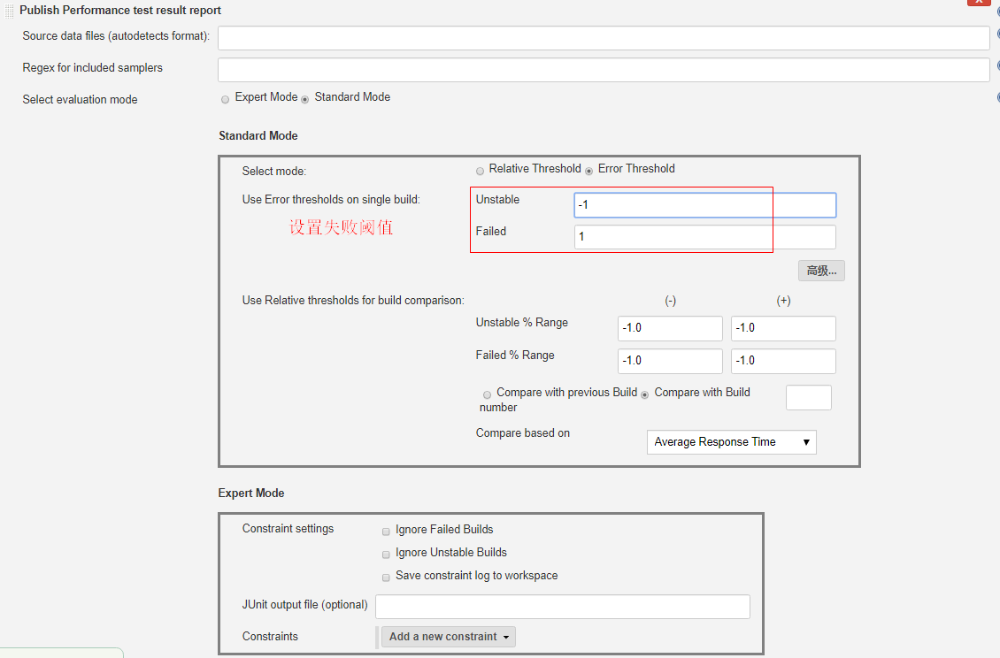 Publish Performance test result report
Source data files (autodetects format):
Regex for included samplers
Select evaluation mode Expert Mode Standard Mode
Standard Mode
Select mode: Relative Threshold Error Threshold
Use Error thresholds on single build: Unstable -1
设置失败阈值
Failed 1
高级...
Use Relative thresholds for build comparison: (-) (+)
Unstable % Range -1.0 -1.0
Failed % Range -1.0 -1.0
Compare with previous Build Compare with Build
number
Compare based on Average Response Time
Expert Mode
Constraint settings Ignore Failed Builds
Ignore Unstable Builds
Save constraint log to workspace
JUnit output file (optional)
Constraints Add a new constraint